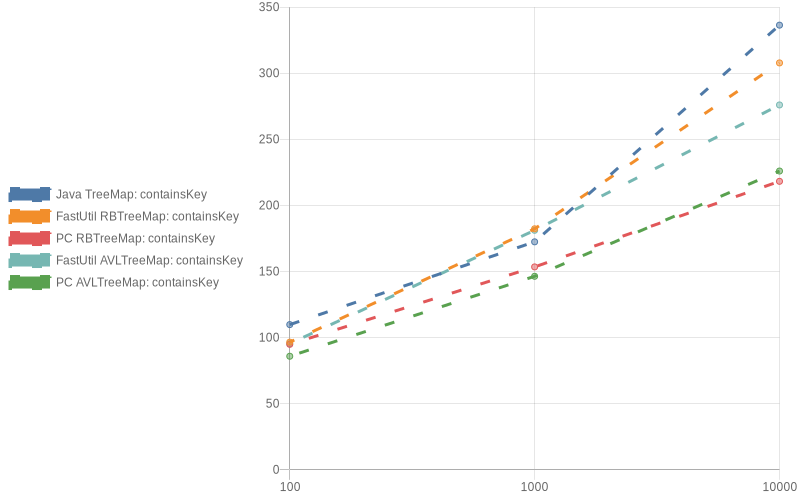 350
300
250
200
150
100
50
0
Java TreeMap: containsKey
FastUtil RBTreeMap: containsKey
PC RBTreeMap: containsKey
FastUtil AVLTreeMap: containsKey
PC AVLTreeMap: containsKey
100 1000 10000